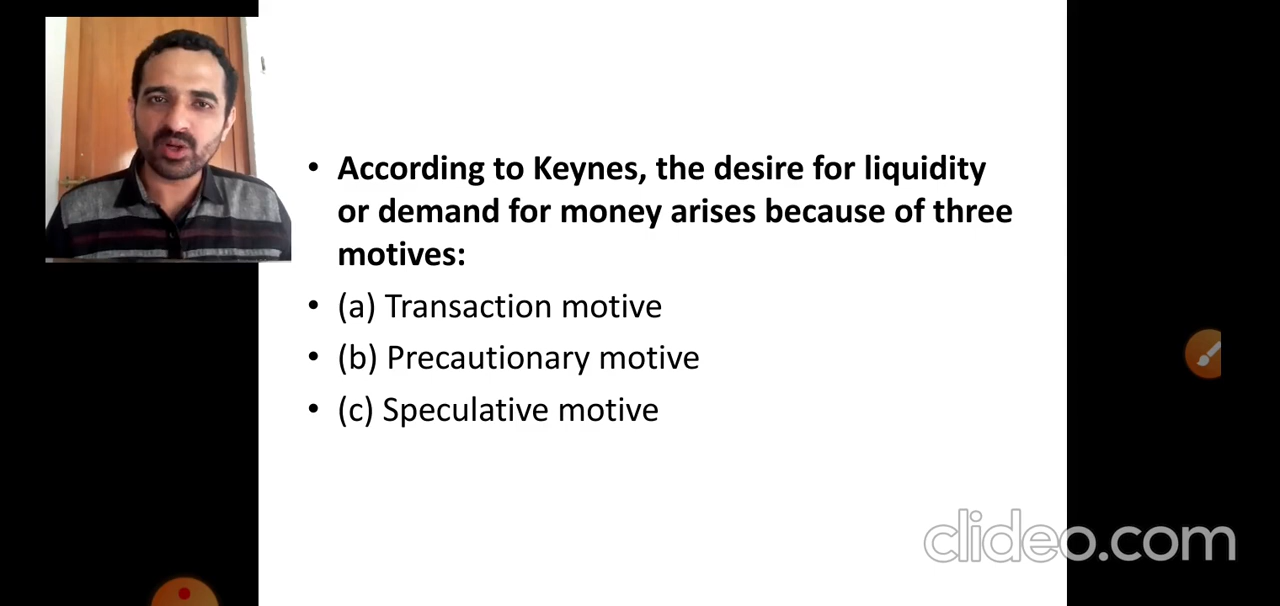 • According to Keynes, the desire for liquidity
or demand for money arises because of three
motives:
• (a) Transaction motive
• (b) Precautionary motive
• (c) Speculative motive
clideo.com